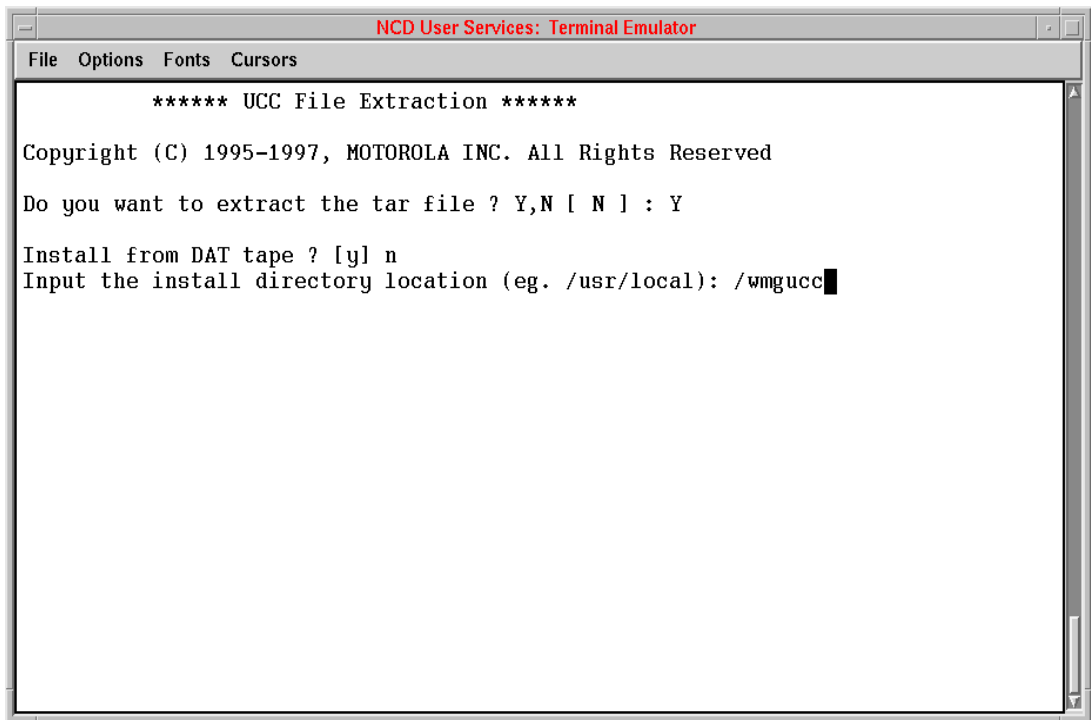 NCD User Services: Terminal Emulator
File Options Fonts Cursors
****** UCC File Extraction ******
Copyright (C) 1995-1997, MOTOROLA INC. All Rights Reserved
Do you want to extract the tar file ? Y,N [ N ] : Y
Install from DAT tape ? [y] n
Input the install directory location (eg. /usr/local): /wmgucc